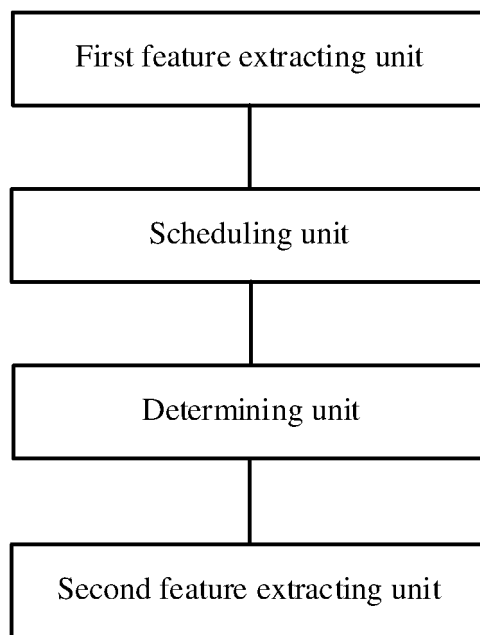 First feature extracting unit
Scheduling unit
Determining unit
Second feature extracting unit